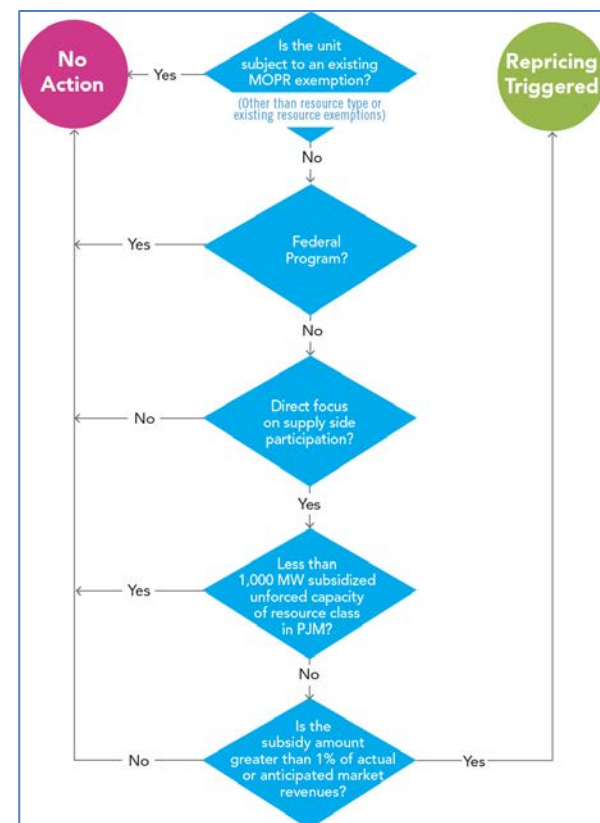 No
Action
Yes
Is the unit
subject to an existing
MOPR exemption?
(Other than resource type or
existing resource exemptions)
Repricing
Triggered
No
Yes
Federal
Program?
No
No
Direct focus
on supply side
participation?
Yes
Yes
Less than
1,000 MW subsidized
unforced capacity
of resource class
in PJM?
No
No
Is the
subsidy amount
greater than 1% of actual
or anticipated market
revenues?
Yes